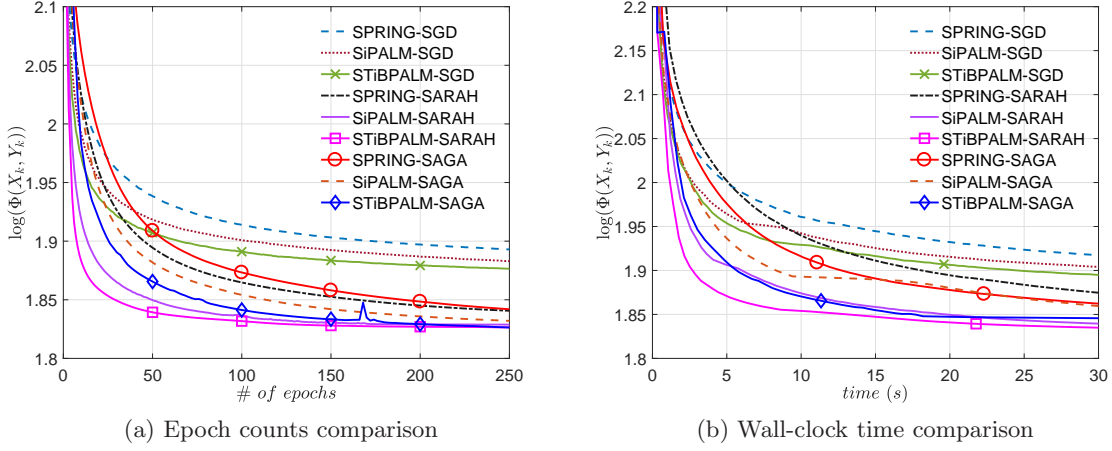 2.1
2.05
2
1.95
1.9
1.85
1.8
log(Φ(X_k, Y_k))
0 50 100 150 200 250
# of epochs
SPRING-SGD
SiPALM-SGD
STiBPALM-SGD
SPRING-SARAH
SiPALM-SARAH
STiBPALM-SARAH
SPRING-SAGA
SiPALM-SAGA
STiBPALM-SAGA
(a) Epoch counts comparison
2.2
2.15
2.1
2.05
2
1.95
1.9
1.85
1.8
log(Φ(X_k, Y_k))
0 5 10 15 20 25 30
time (s)
SPRING-SGD
SiPALM-SGD
STiBPALM-SGD
SPRING-SARAH
SiPALM-SARAH
STiBPALM-SARAH
SPRING-SAGA
SiPALM-SAGA
STiBPALM-SAGA
(b) Wall-clock time comparison